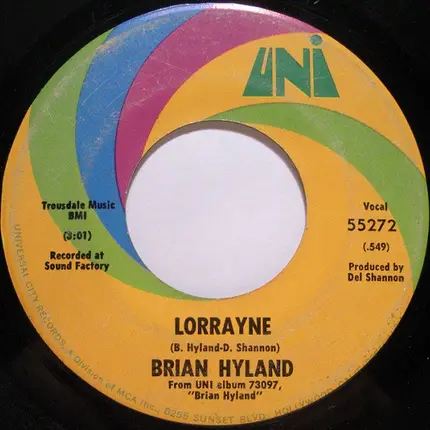 UNI
Trousdale Music
BMI
(3:01)
Recorded at
Sound Factory
Vocal
55272
(.549)
Produced by
Del Shannon
LORRAYNE
(B. Hyland-D. Shannon)
BRIAN HYLAND
From UNI album 73097,
"Brian Hyland"
UNIVERSAL CITY RECORDS, A Division of MCA Inc., 8255 SUNSET BLVD., HOLLYWOOD